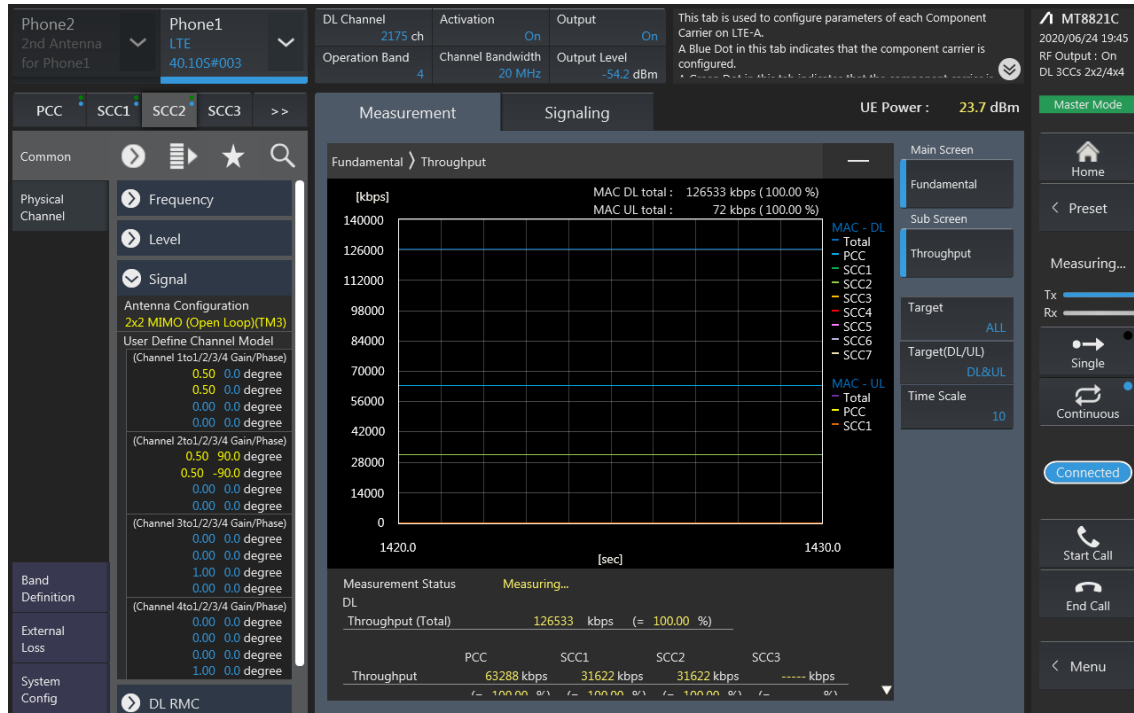 Phone2
2nd Antenna
for Phone1
Phone1
LTE
40.10S#003
DL Channel
2175 ch
Operation Band
4
Activation
On
Channel Bandwidth
20 MHz
Output
On
Output Level
-54.2 dBm
This tab is used to configure parameters of each Component
Carrier on LTE-A.
A Blue Dot in this tab indicates that the component carrier is
configured.
MT8821C
2020/06/24 19:45
RF Output : On
DL 3CCs 2x2/4x4
PCC
SCC1
SCC2
SCC3
>>
Measurement
Signaling
UE Power :
23.7 dBm
Master Mode
Common
Physical
Channel
Band
Definition
External
Loss
System
Config
Frequency
Level
Signal
Antenna Configuration
2x2 MIMO (Open Loop)(TM3)
User Define Channel Model
(Channel 1to1/2/3/4 Gain/Phase)
0.50 0.0 degree
0.50 0.0 degree
0.00 0.0 degree
0.00 0.0 degree
(Channel 2to1/2/3/4 Gain/Phase)
0.50 90.0 degree
0.50 -90.0 degree
0.00 0.0 degree
0.00 0.0 degree
(Channel 3to1/2/3/4 Gain/Phase)
0.00 0.0 degree
0.00 0.0 degree
1.00 0.0 degree
0.00 0.0 degree
(Channel 4to1/2/3/4 Gain/Phase)
0.00 0.0 degree
0.00 0.0 degree
0.00 0.0 degree
1.00 0.0 degree
DL RMC
Fundamental 〉Throughput
[kbps]
MAC DL total : 126533 kbps (100.00 %)
MAC UL total : 72 kbps (100.00 %)
140000
126000
112000
98000
84000
70000
56000
42000
28000
14000
0
1420.0
[sec]
1430.0
MAC - DL
Total
PCC
SCC1
SCC2
SCC3
SCC4
SCC5
SCC6
SCC7
MAC - UL
Total
PCC
SCC1
Measurement Status Measuring...
DL
Throughput (Total) 126533 kbps (= 100.00 %)
PCC SCC1 SCC2 SCC3
Throughput 63288 kbps 31622 kbps 31622 kbps ----- kbps
(= 100.00 %) (= 100.00 %) (= 100.00 %) (= %)
Main Screen
Fundamental
Sub Screen
Throughput
Target
ALL
Target(DL/UL)
DL&UL
Time Scale
10
Home
< Preset
Measuring...
Tx
Rx
Single
Continuous
Connected
Start Call
End Call
< Menu